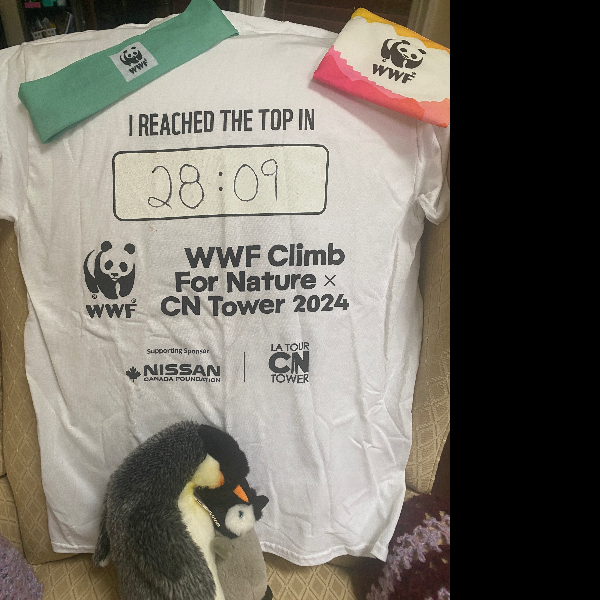 WWF
WWF
I REACHED THE TOP IN
28:09
WWF Climb
For Nature ×
CN Tower 2024
WWF
Supporting Sponsor
NISSAN
CANADA FOUNDATION
LA TOUR
CN
TOWER